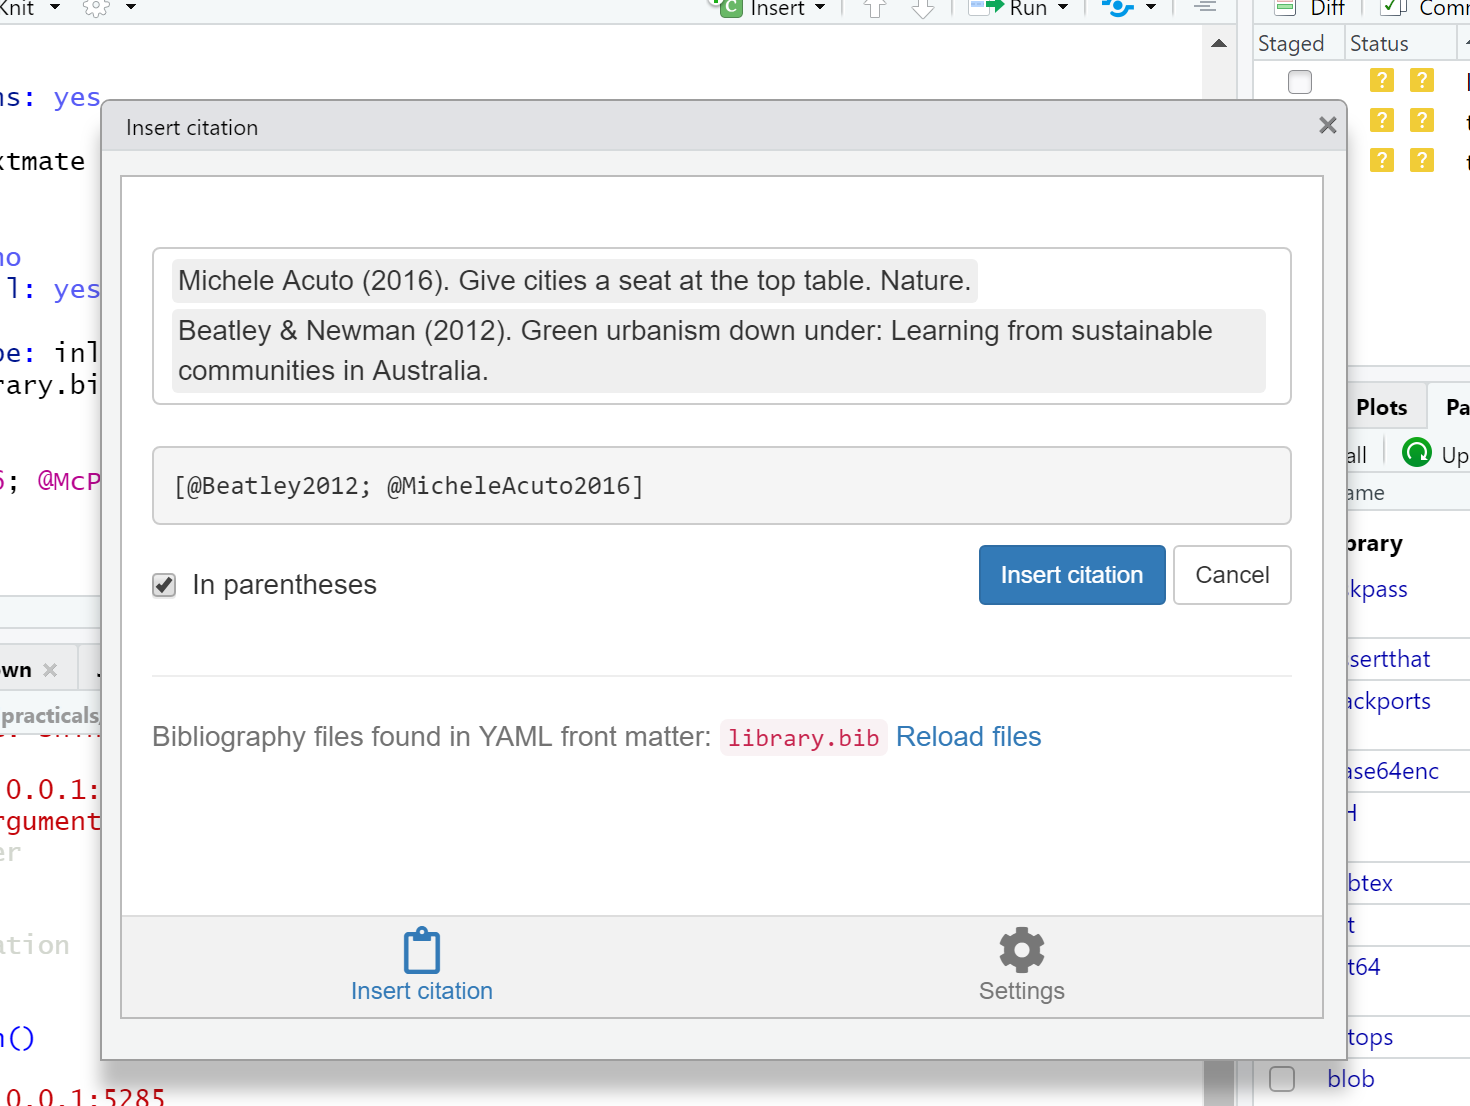 Knit
Insert
Run
Diff
Staged Status
ns: yes
Insert citation
xtmate
Michele Acuto (2016). Give cities a seat at the top table. Nature.
no
l: yes
Beatley & Newman (2012). Green urbanism down under: Learning from sustainable
communities in Australia.
pe: inl
rary.bi
Plots
all
Up
[@Beatley2012; @MicheleAcuto2016]
6; @McP
ame
brary
In parentheses
Insert citation
Cancel
kpass
own
ssertthat
practicals/
ackports
Bibliography files found in YAML front matter: library.bib Reload files
ase64enc
0.0.1:
rgument
H
er
btex
t
ation
t64
Insert citation
Settings
n()
tops
blob
0.0.1:5285